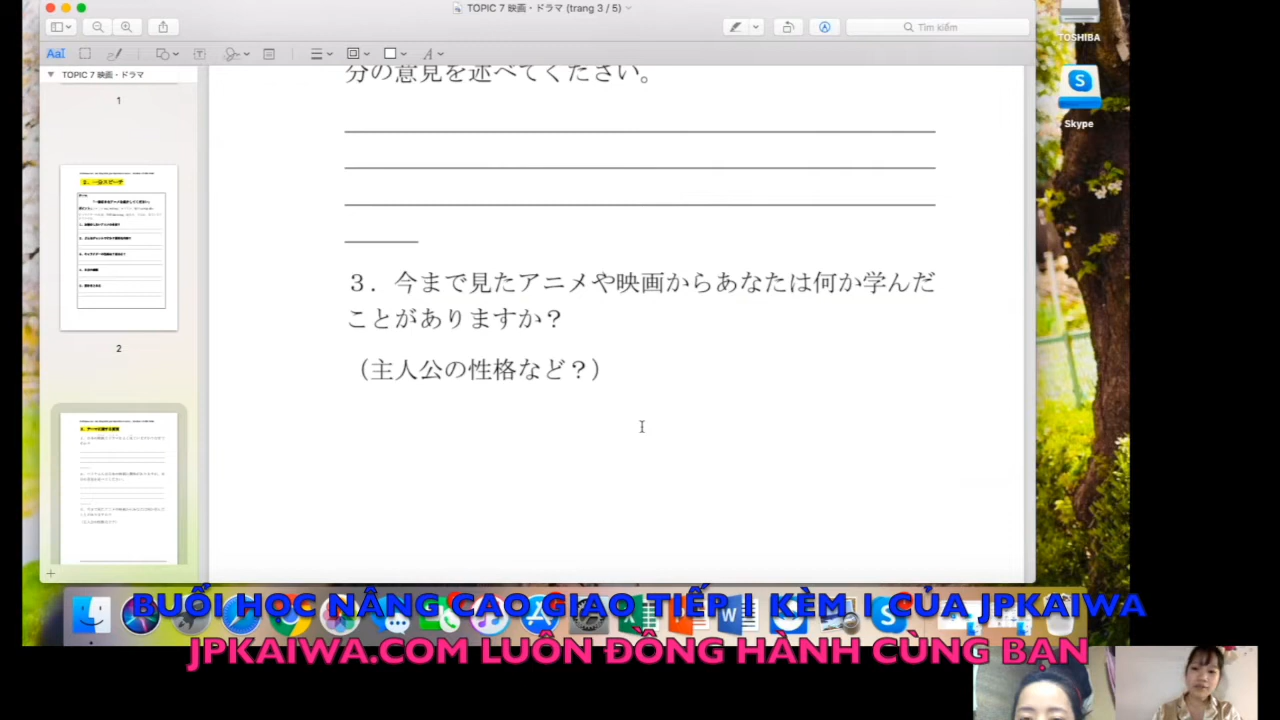 TOPIC 7 映画・ドラマ (trang 3 / 5)
Tìm kiếm
TOSHIBA
TOPIC 7 映画・ドラマ
1
2
Skype
分の意見を述べてください。
3．今まで見たアニメや映画からあなたは何か学んだ
ことがありますか？
（主人公の性格など？）
BUỔI HỌC NÂNG CAO GIAO TIẾP 1 KÈM 1 CỦA JPKAIWA
JPKAIWA.COM LUÔN ĐỒNG HÀNH CÙNG BẠN